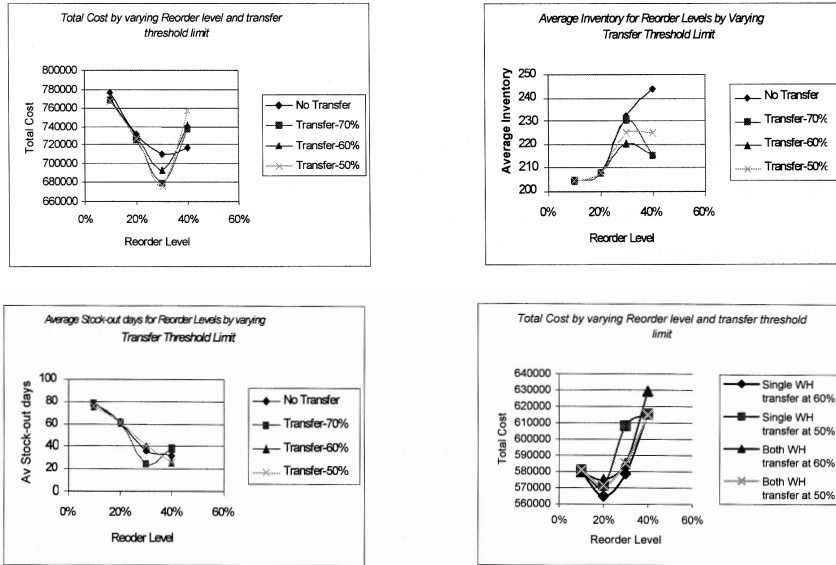 Total Cost by varying Reorder level and transfer
threshold limit
800000
780000
760000
740000
720000
700000
680000
660000
Total Cost
0%
20%
40%
60%
Reorder Level
No Transfer
Transfer-70%
Transfer-60%
Transfer-50%
Average Inventory for Reorder Levels by Varying
Transfer Threshold Limit
250
240
230
220
210
200
Average Inventory
0%
20%
40%
60%
Reorder Level
No Transfer
Transfer-70%
Transfer-60%
Transfer-50%
Average Stock-out days for Reorder Levels by varying
Transfer Threshold Limit
100
80
60
40
20
0
Av Stock-out days
0%
20%
40%
60%
Reoder Level
No Transfer
Transfer-70%
Transfer-60%
Transfer-50%
Total Cost by varying Reorder level and transfer threshold
limit
640000
630000
620000
610000
600000
590000
580000
570000
560000
Total Cost
0%
20%
40%
60%
Reorder Level
Single WH
transfer at 60%
Single WH
transfer at 50%
Both WH
transfer at 60%
Both WH
transfer at 50%